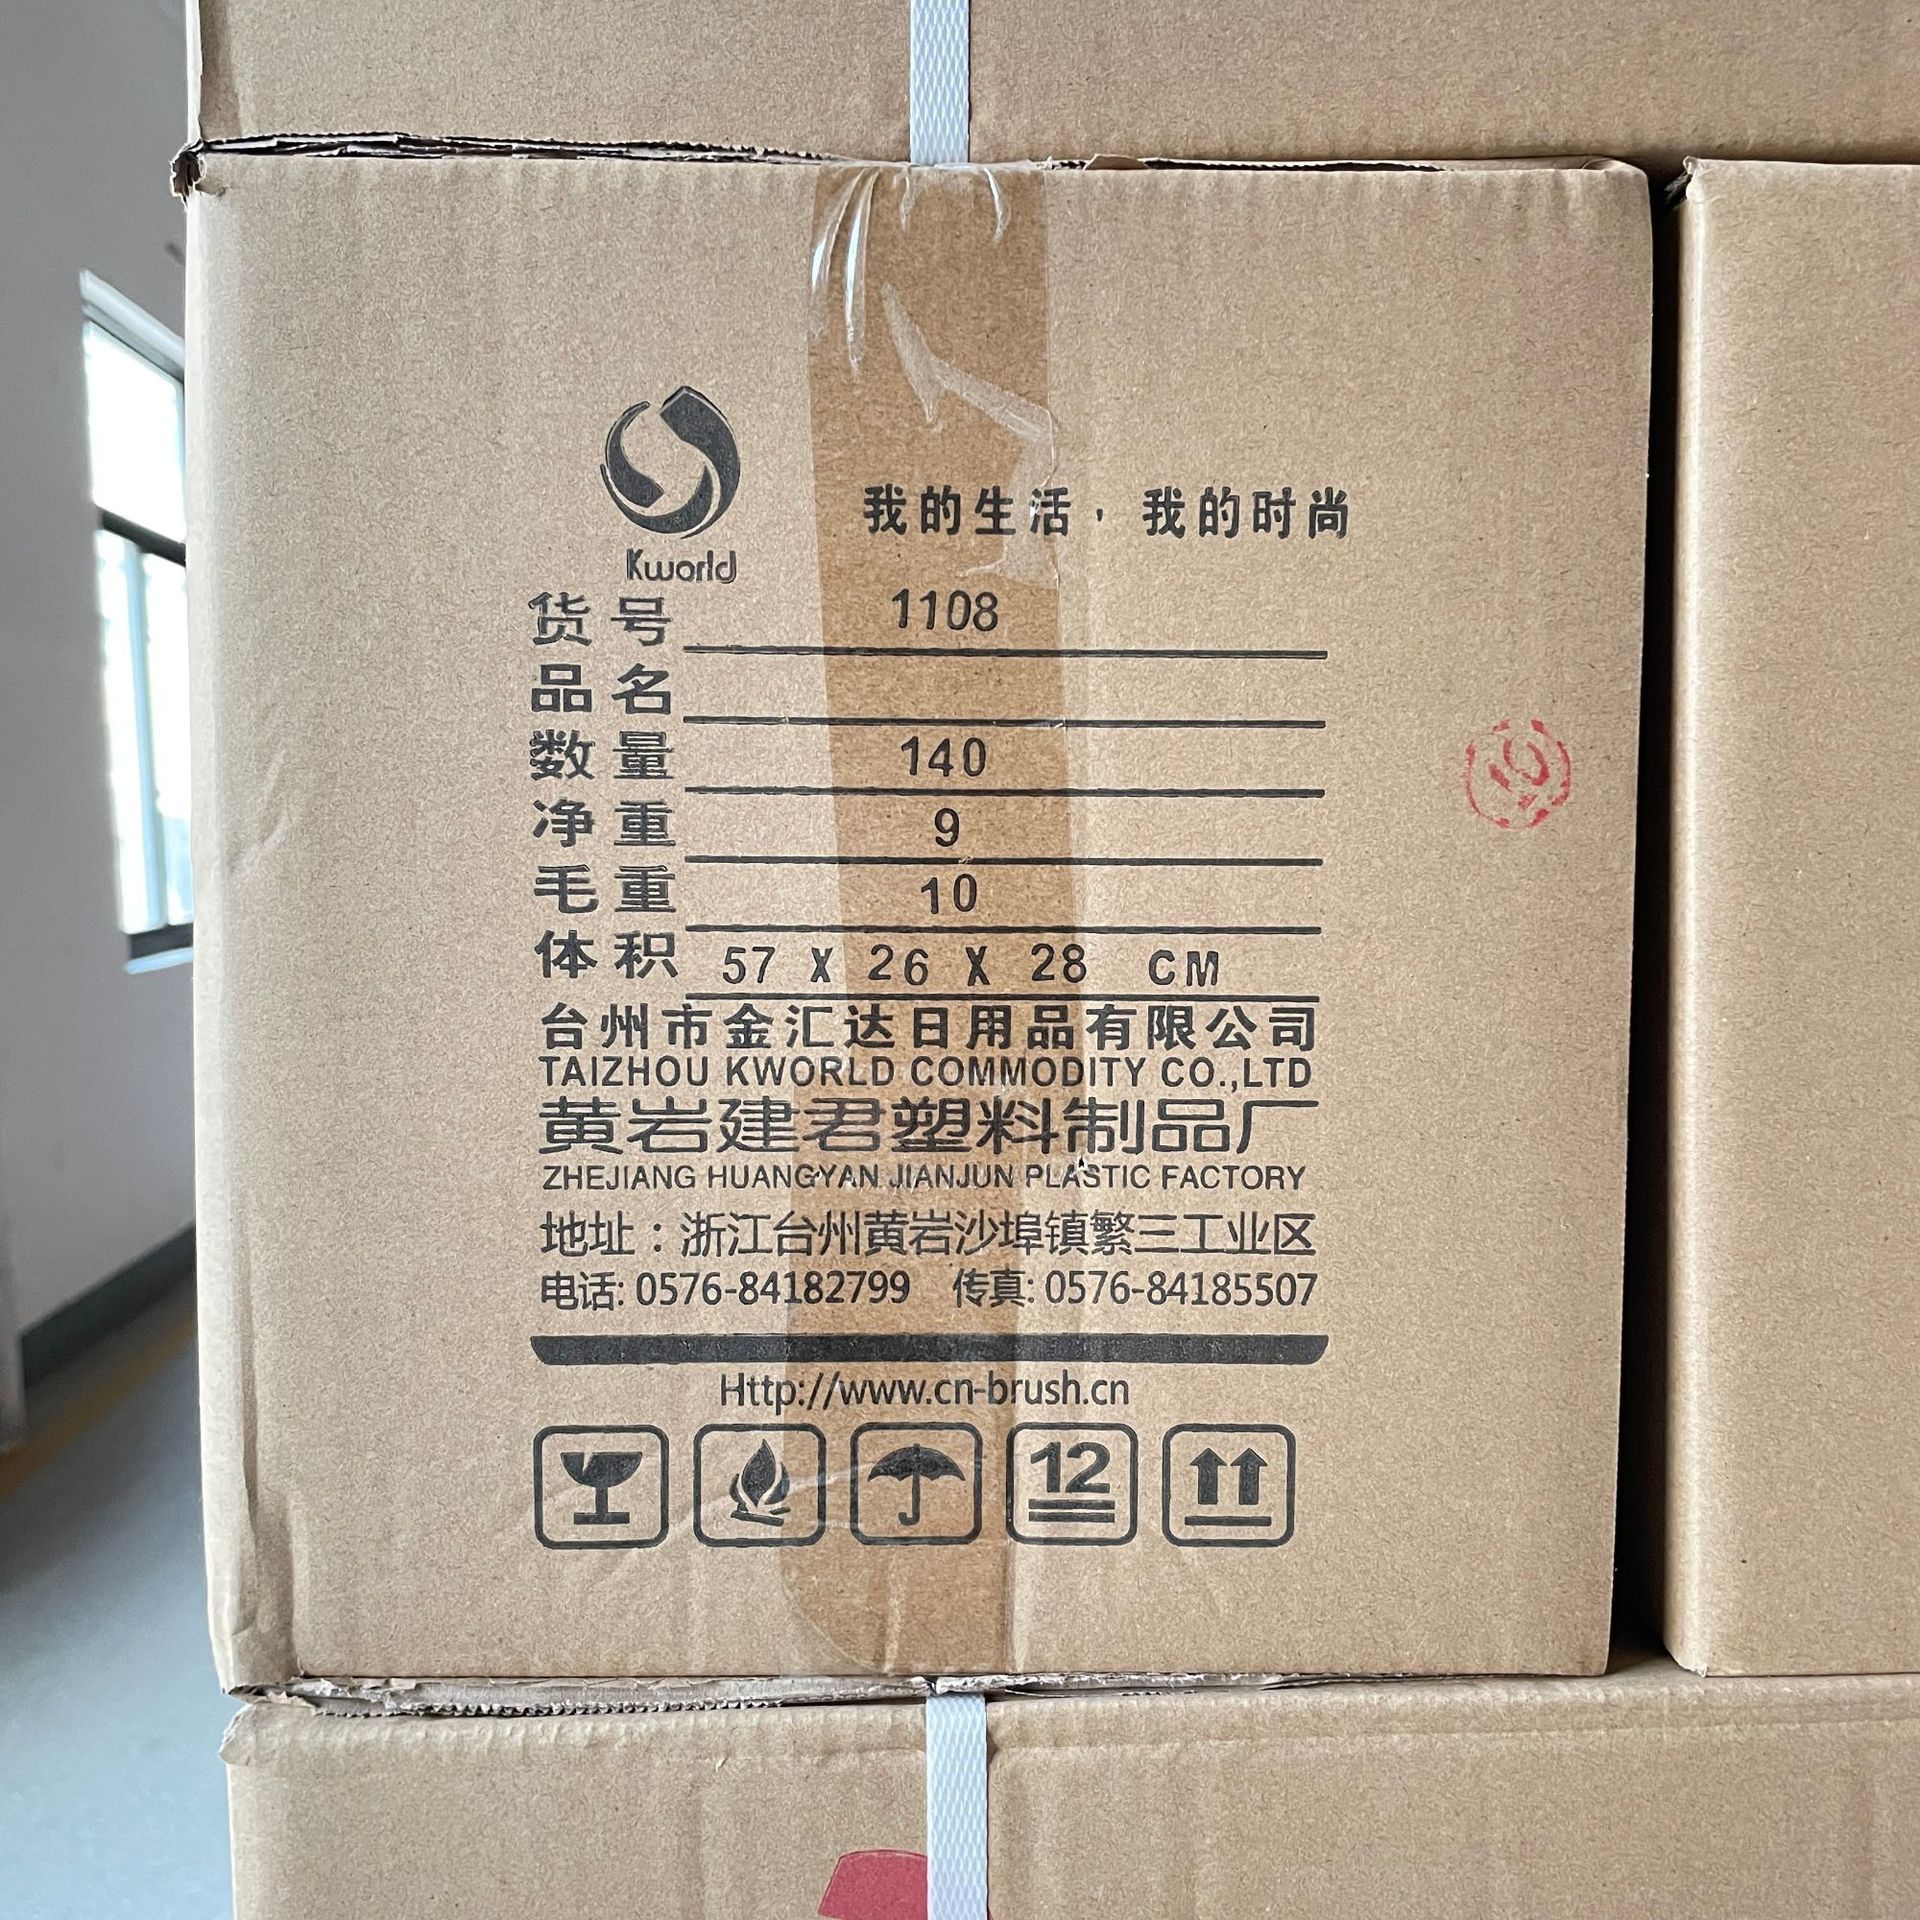 Kworld
我的生活，我的时尚
货号 1108
品名
数量 140
净重 9
毛重 10
体积 57 X 26 X 28 CM
台州市金汇达日用品有限公司
TAIZHOU KWORLD COMMODITY CO.,LTD
黄岩建君塑料制品厂
ZHEJIANG HUANGYAN JIANJUN PLASTIC FACTORY
地址：浙江台州黄岩沙埠镇繁三工业区
电话: 0576-84182799 传真: 0576-84185507
Http://www.cn-brush.cn
12